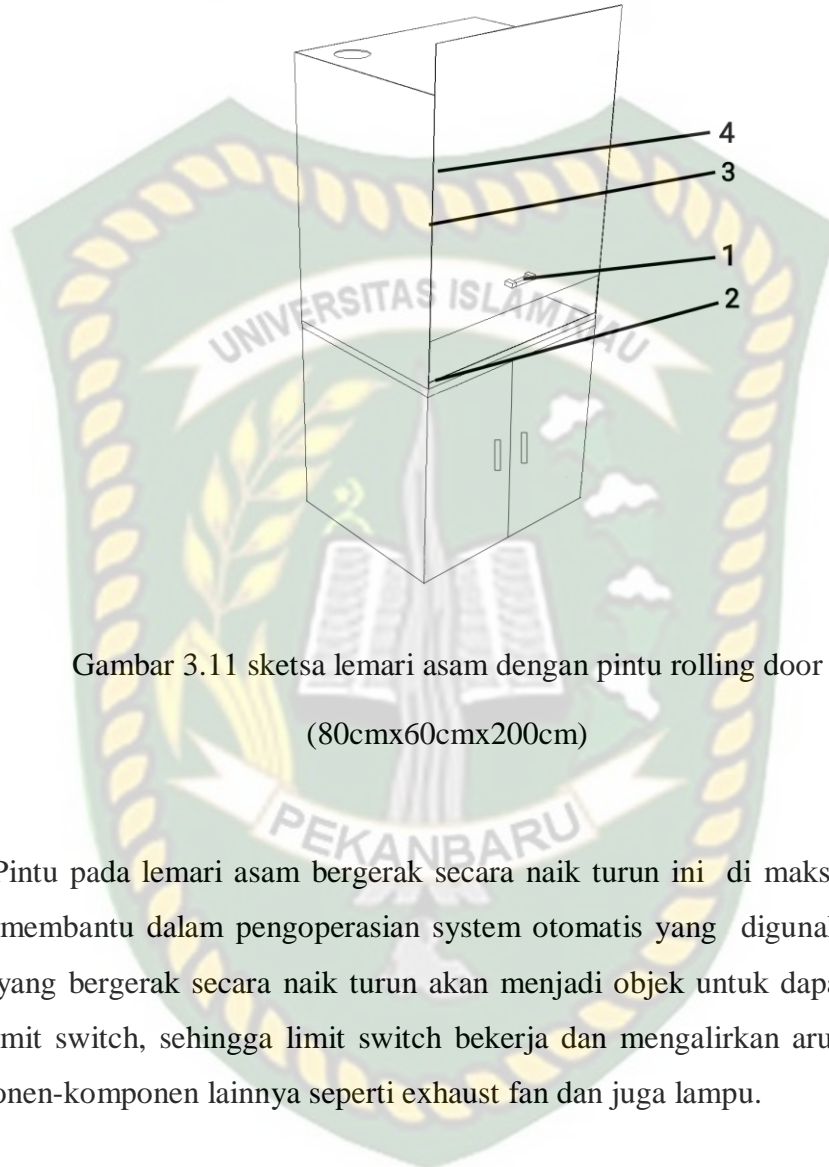 4
3
1
2
UNIVERSITAS ISLAM RIAU
Gambar 3.11 sketsa lemari asam dengan pintu rolling door
(80cmx60cmx200cm)
PEKANBARU
Pintu pada lemari asam bergerak secara naik turun ini di maks
membantu dalam pengoperasian system otomatis yang digunal
yang bergerak secara naik turun akan menjadi objek untuk dapa
mit switch, sehingga limit switch bekerja dan mengalirkan aru
onen-komponen lainnya seperti exhaust fan dan juga lampu.